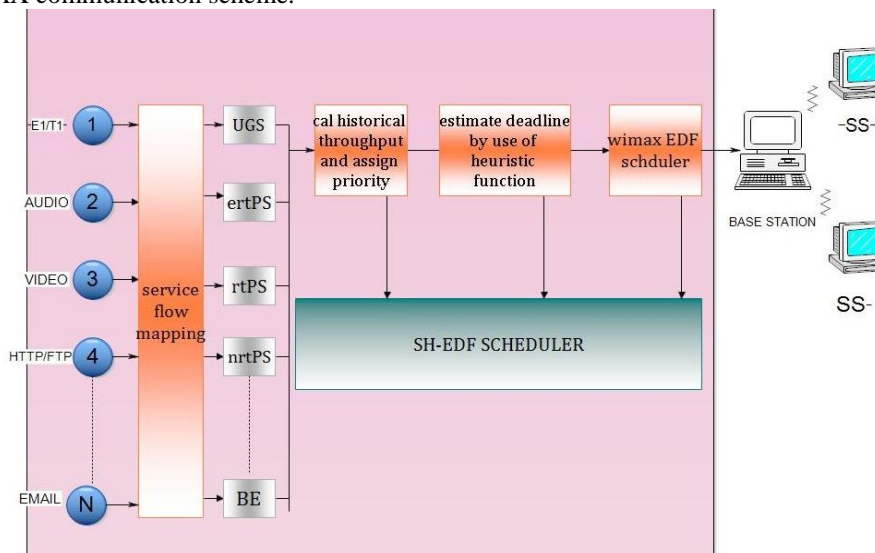 communication scheme.
E1/T1
1
UGS
cal historical
throughput
and assign
priority
estimate deadline
by use of
heuristic
function
wimax EDF
schduler
-SS-
AUDIO
2
ertPS
BASE STATION
VIDEO
3
service
flow
mapping
rtPS
SS-
HTTP/FTP
4
nrtPS
SH-EDF SCHEDULER
EMAIL
N
BE